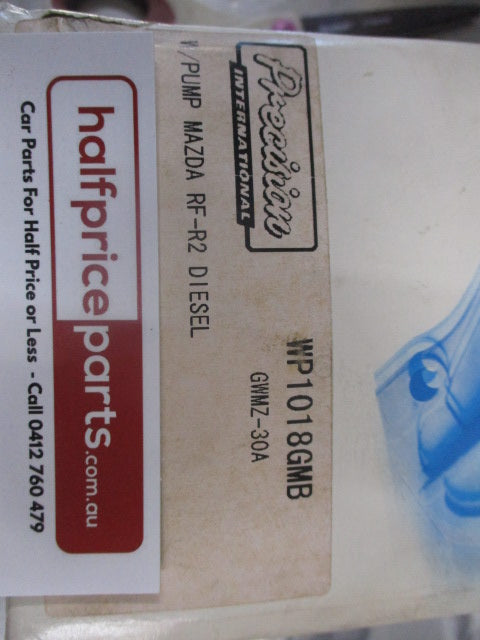 Precision
INTERNATIONAL
WP1018GMB
GWMZ-30A
W/PUMP MAZDA RF-R2 DIESEL
halfpriceparts.com.au
Car Parts For Half Price or Less - Call 0412 760 479